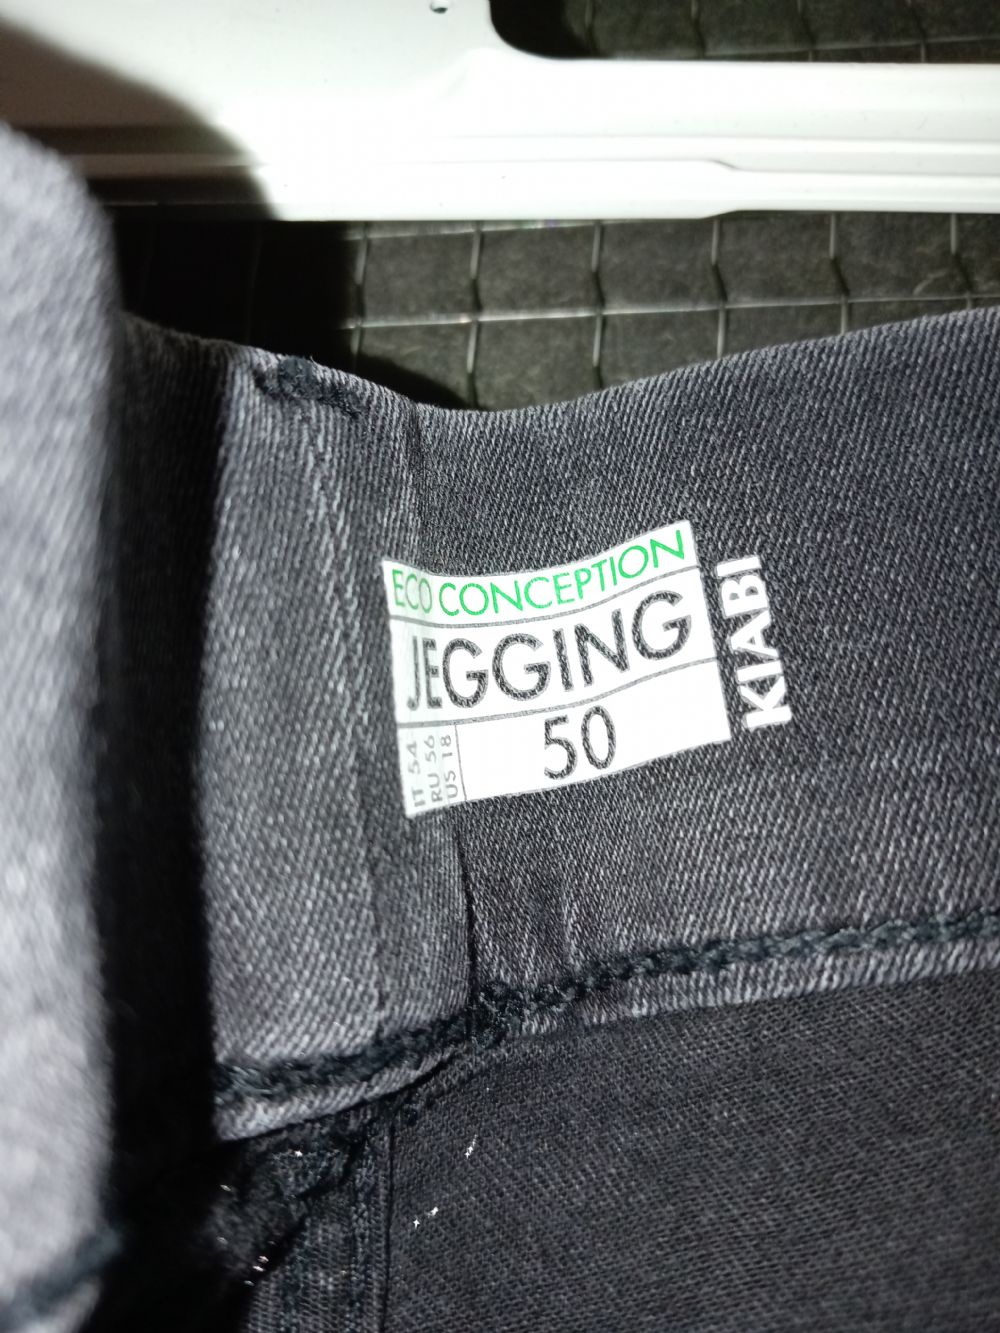 ECO CONCEPTION
JEGGING
50
IT 54
RU 56
US 18
KIABI